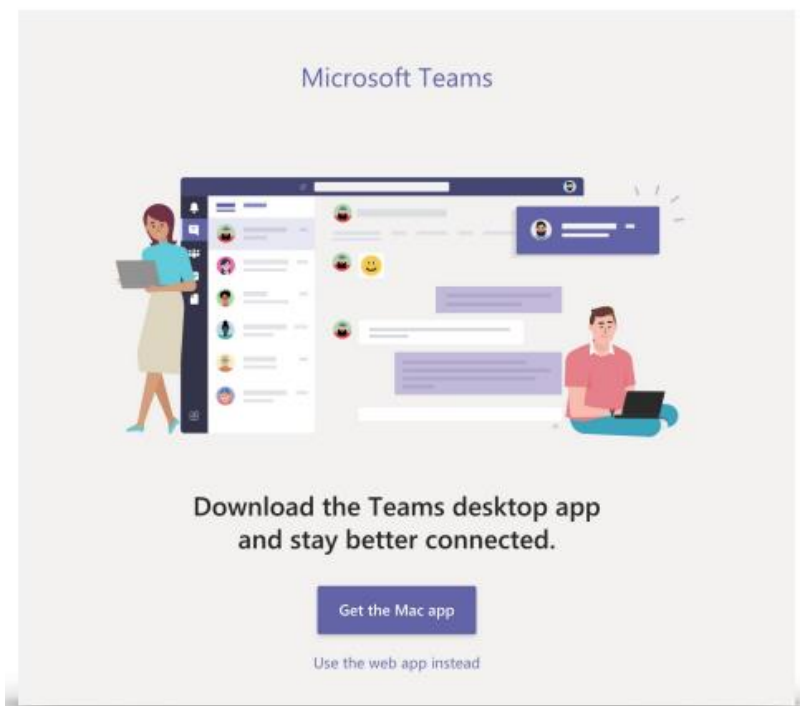 Microsoft Teams
Download the Teams desktop app
and stay better connected.
Get the Mac app
Use the web app instead